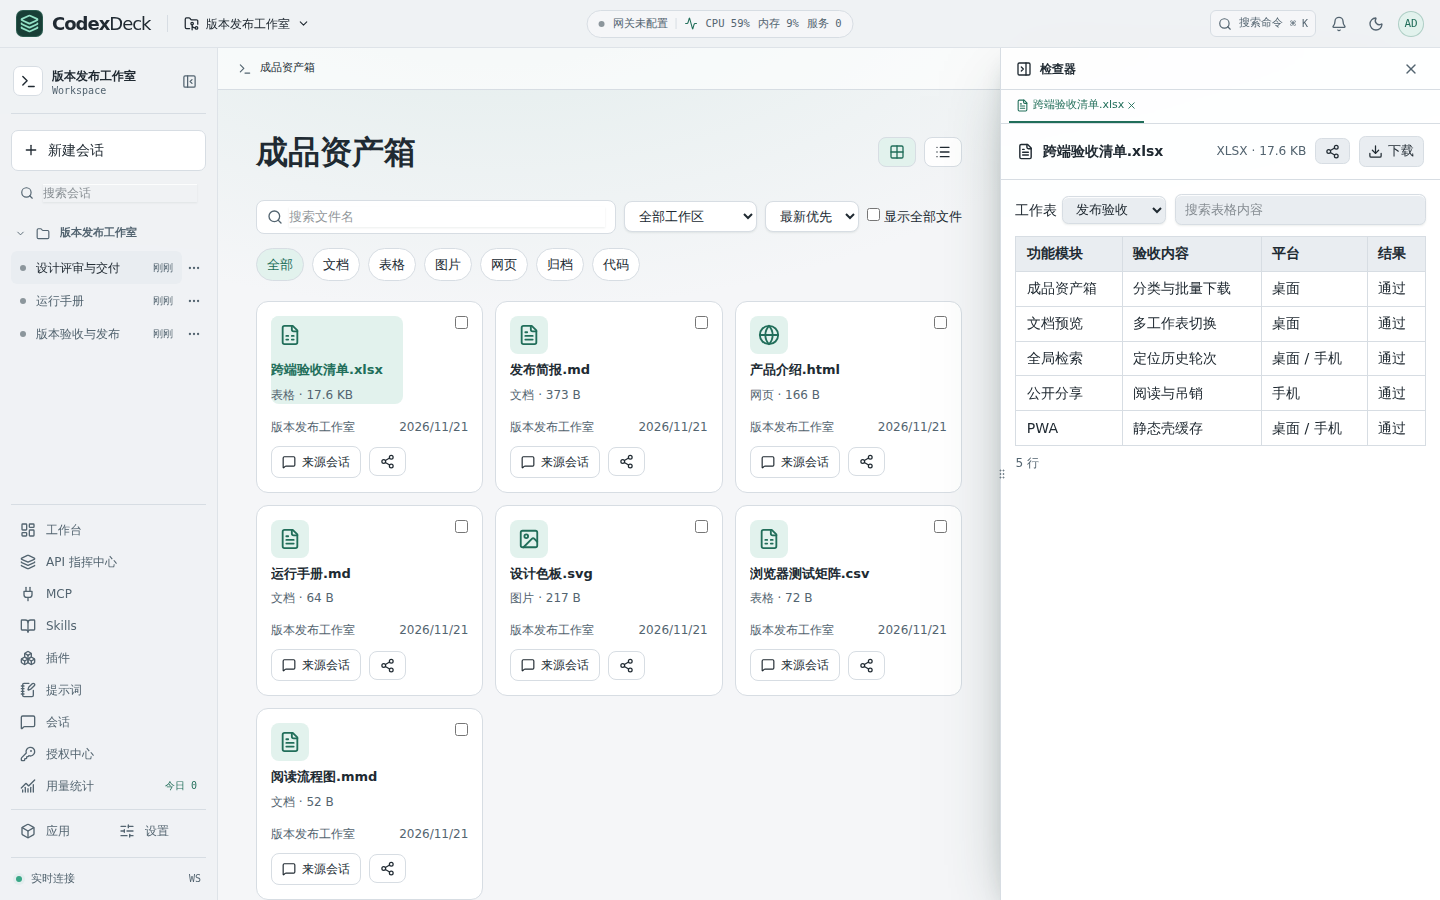 CodexDeck
版本发布工作室
网关未配置 CPU 59% 内存 9% 服务 0
搜索命令 ⌘ K
AD
版本发布工作室
Workspace
新建会话
搜索会话
版本发布工作室
设计评审与交付 刚刚
运行手册 刚刚
版本验收与发布 刚刚
工作台
API 指挥中心
MCP
Skills
插件
提示词
会话
授权中心
用量统计 今日 0
应用 设置
实时连接 WS
成品资产箱
成品资产箱
搜索文件名 全部工作区 最新优先 显示全部文件
全部 文档 表格 图片 网页 归档 代码
跨端验收清单.xlsx
表格 · 17.6 KB
版本发布工作室 2026/11/21
来源会话
发布简报.md
文档 · 373 B
版本发布工作室 2026/11/21
来源会话
产品介绍.html
网页 · 166 B
版本发布工作室 2026/11/21
来源会话
运行手册.md
文档 · 64 B
版本发布工作室 2026/11/21
来源会话
设计色板.svg
图片 · 217 B
版本发布工作室 2026/11/21
来源会话
浏览器测试矩阵.csv
表格 · 72 B
版本发布工作室 2026/11/21
来源会话
阅读流程图.mmd
文档 · 52 B
版本发布工作室 2026/11/21
来源会话
检查器
跨端验收清单.xlsx
跨端验收清单.xlsx XLSX · 17.6 KB 下载
工作表 发布验收 搜索表格内容
功能模块 验收内容 平台 结果
成品资产箱 分类与批量下载 桌面 通过
文档预览 多工作表切换 桌面 通过
全局检索 定位历史轮次 桌面 / 手机 通过
公开分享 阅读与吊销 手机 通过
PWA 静态壳缓存 桌面 / 手机 通过
5 行